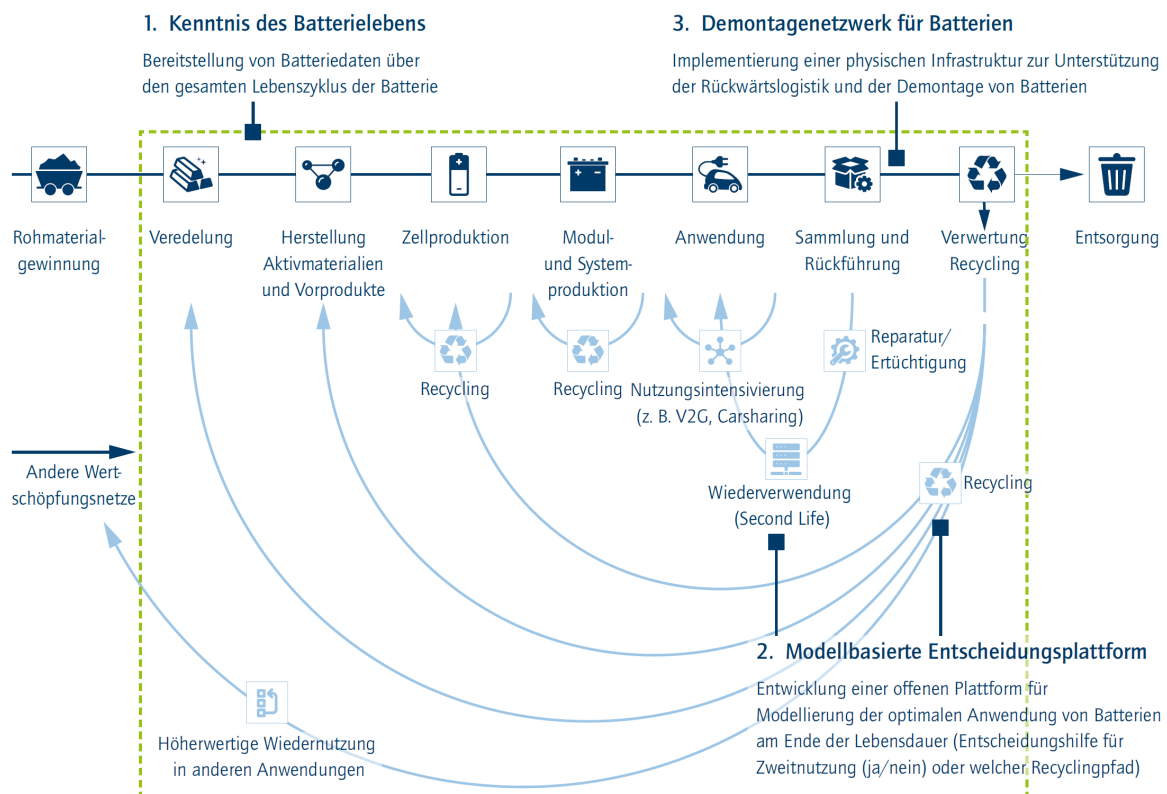 1. Kenntnis des Batterielebens
Bereitstellung von Batteriedaten über
den gesamten Lebenszyklus der Batterie
3. Demontagenetzwerk für Batterien
Implementierung einer physischen Infrastruktur zur Unterstützung
der Rückwärtslogistik und der Demontage von Batterien
Rohmaterial-
gewinnung
Veredelung
Herstellung
Aktivmaterialien
und Vorprodukte
Zellproduktion
Modul-
und System-
produktion
Anwendung
Sammlung und
Rückführung
Verwertung
Recycling
Entsorgung
Recycling
Recycling
Nutzungsintensivierung
(z. B. V2G, Carsharing)
Reparatur/
Ertüchtigung
Wiederverwendung
(Second Life)
Recycling
Andere Wert-
schöpfungsnetze
Höherwertige Wiedernutzung
in anderen Anwendungen
2. Modellbasierte Entscheidungsplattform
Entwicklung einer offenen Plattform für
Modellierung der optimalen Anwendung von Batterien
am Ende der Lebensdauer (Entscheidungshilfe für
Zweitnutzung (ja/nein) oder welcher Recyclingpfad)